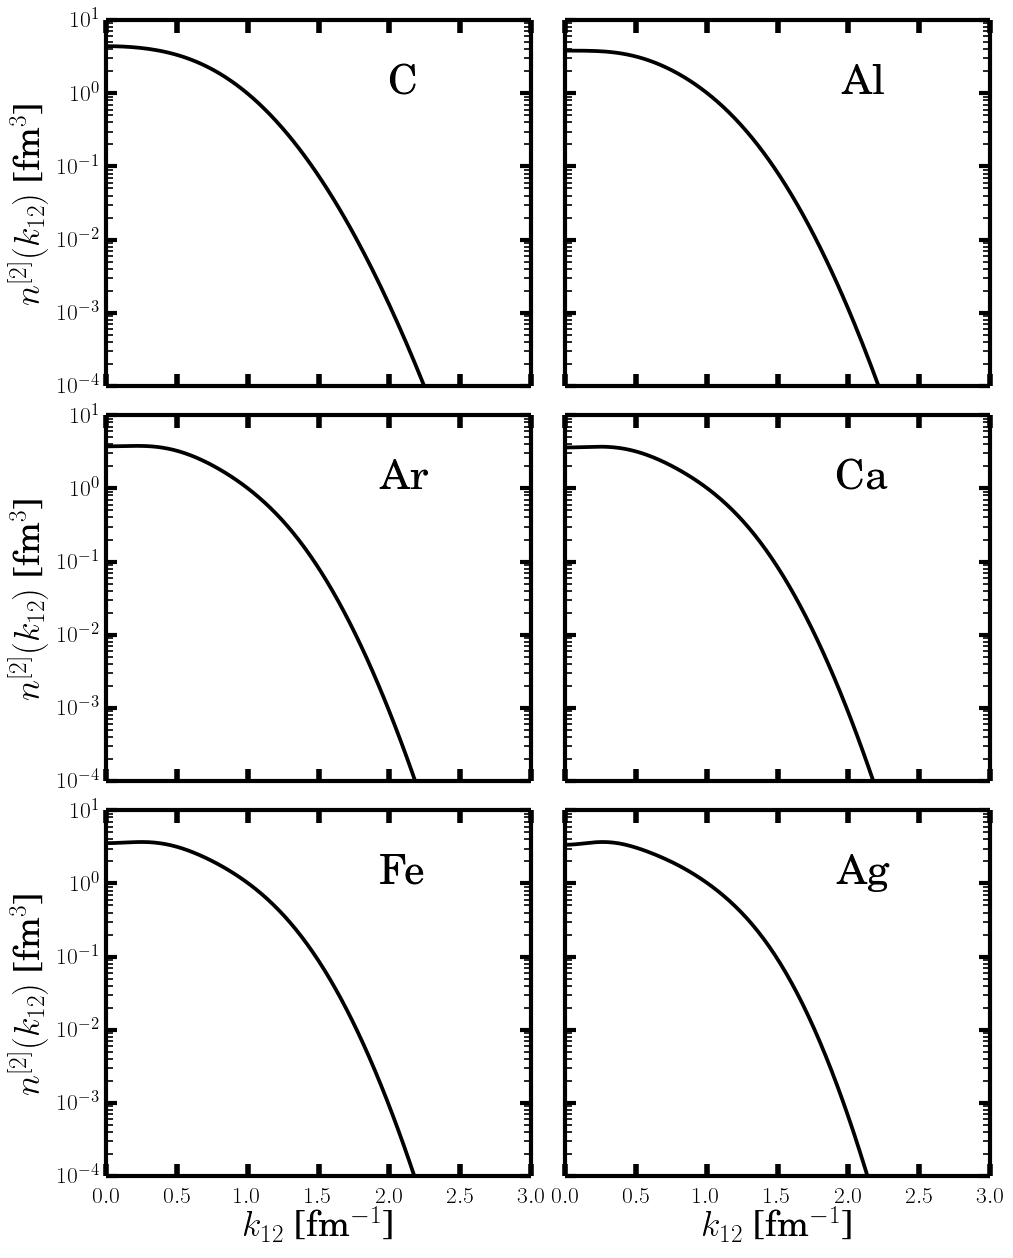 10^1
10^0
10^{-1}
10^{-2}
10^{-3}
10^{-4}
n^{[2]}(k_{12}) [fm^3]
C
Al
10^1
10^0
10^{-1}
10^{-2}
10^{-3}
10^{-4}
n^{[2]}(k_{12}) [fm^3]
Ar
Ca
10^1
10^0
10^{-1}
10^{-2}
10^{-3}
10^{-4}
n^{[2]}(k_{12}) [fm^3]
Fe
Ag
0.0 0.5 1.0 1.5 2.0 2.5 3.0 0.0 0.5 1.0 1.5 2.0 2.5 3.0
k_{12} [fm^{-1}] k_{12} [fm^{-1}]